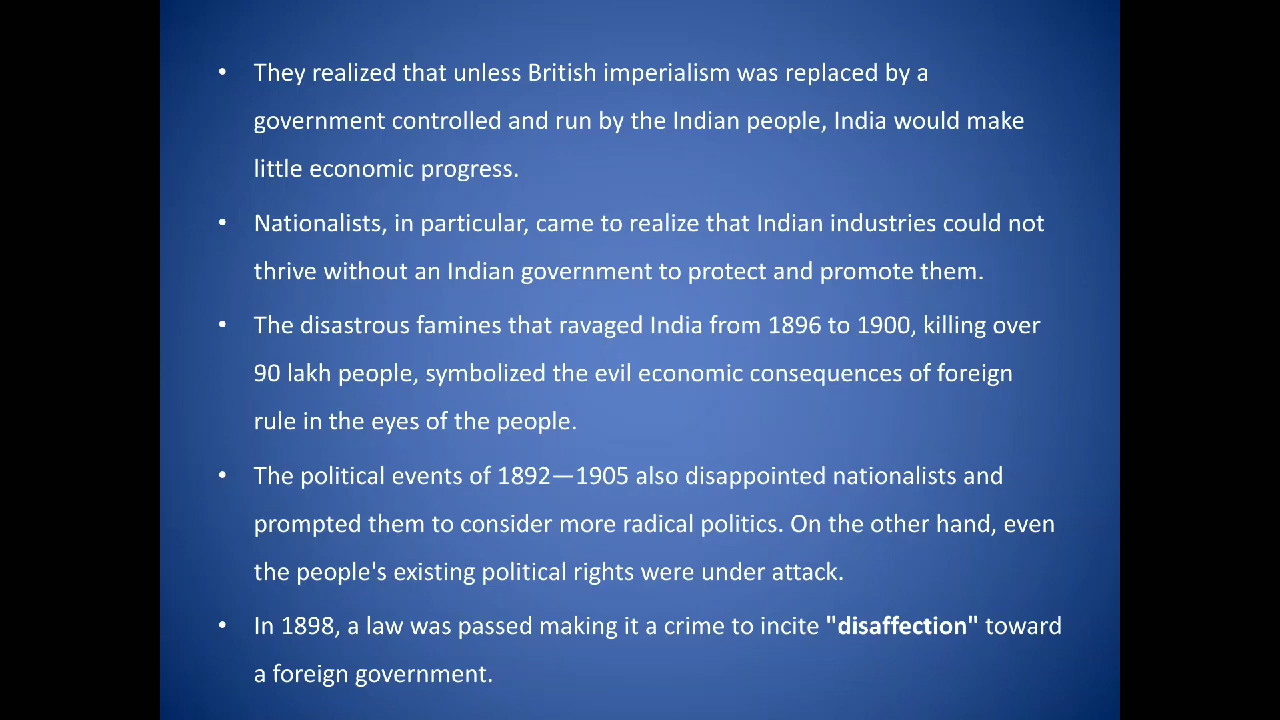 • They realized that unless British imperialism was replaced by a
government controlled and run by the Indian people, India would make
little economic progress.
• Nationalists, in particular, came to realize that Indian industries could not
thrive without an Indian government to protect and promote them.
• The disastrous famines that ravaged India from 1896 to 1900, killing over
90 lakh people, symbolized the evil economic consequences of foreign
rule in the eyes of the people.
• The political events of 1892—1905 also disappointed nationalists and
prompted them to consider more radical politics. On the other hand, even
the people's existing political rights were under attack.
• In 1898, a law was passed making it a crime to incite "disaffection" toward
a foreign government.